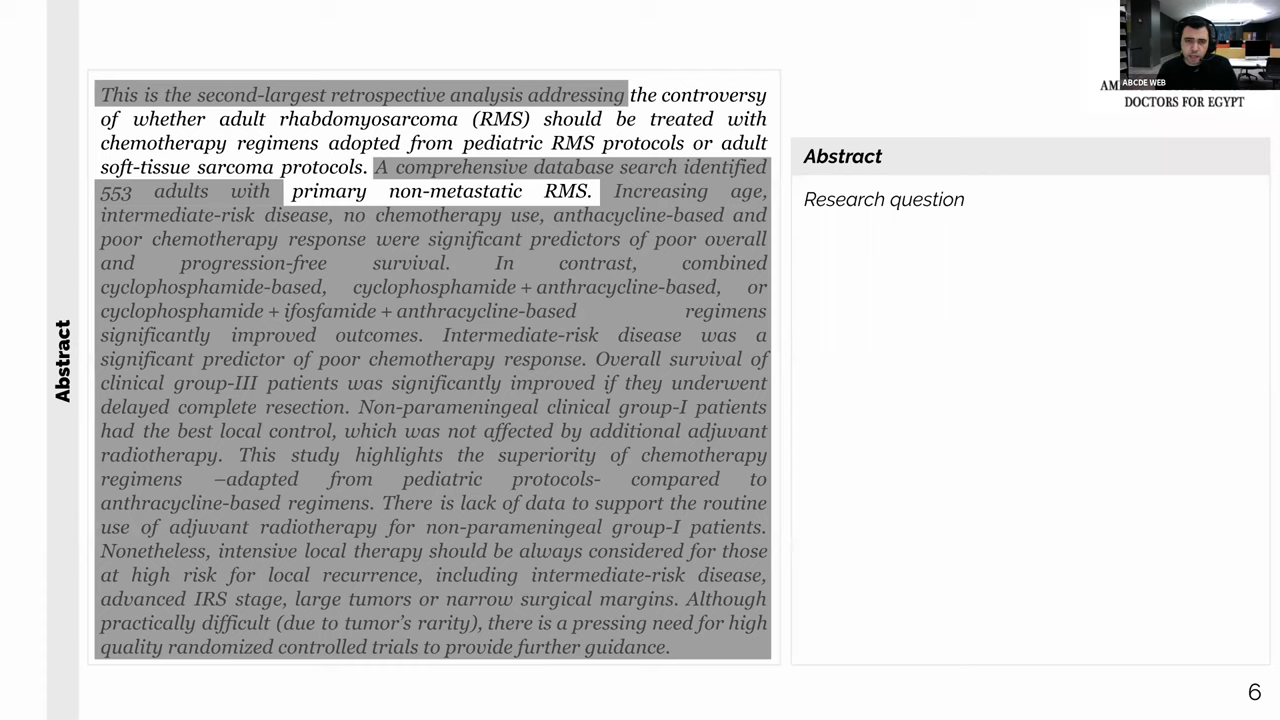 Abstract
This is the second-largest retrospective analysis addressing the controversy
of whether adult rhabdomyosarcoma (RMS) should be treated with
chemotherapy regimens adopted from pediatric RMS protocols or adult
soft-tissue sarcoma protocols. A comprehensive database search identified
553 adults with primary non-metastatic RMS. Increasing age,
intermediate-risk disease, no chemotherapy use, anthacycline-based and
poor chemotherapy response were significant predictors of poor overall
and progression-free survival. In contrast, combined
cyclophosphamide-based, cyclophosphamide + anthracycline-based, or
cyclophosphamide + ifosfamide + anthracycline-based regimens
significantly improved outcomes. Intermediate-risk disease was a
significant predictor of poor chemotherapy response. Overall survival of
clinical group-III patients was significantly improved if they underwent
delayed complete resection. Non-parameningeal clinical group-I patients
had the best local control, which was not affected by additional adjuvant
radiotherapy. This study highlights the superiority of chemotherapy
regimens –adapted from pediatric protocols- compared to
anthracycline-based regimens. There is lack of data to support the routine
use of adjuvant radiotherapy for non-parameningeal group-I patients.
Nonetheless, intensive local therapy should be always considered for those
at high risk for local recurrence, including intermediate-risk disease,
advanced IRS stage, large tumors or narrow surgical margins. Although
practically difficult (due to tumor's rarity), there is a pressing need for high
quality randomized controlled trials to provide further guidance.
ABCDE WEB
DOCTORS FOR EGYPT
Abstract
Research question
6